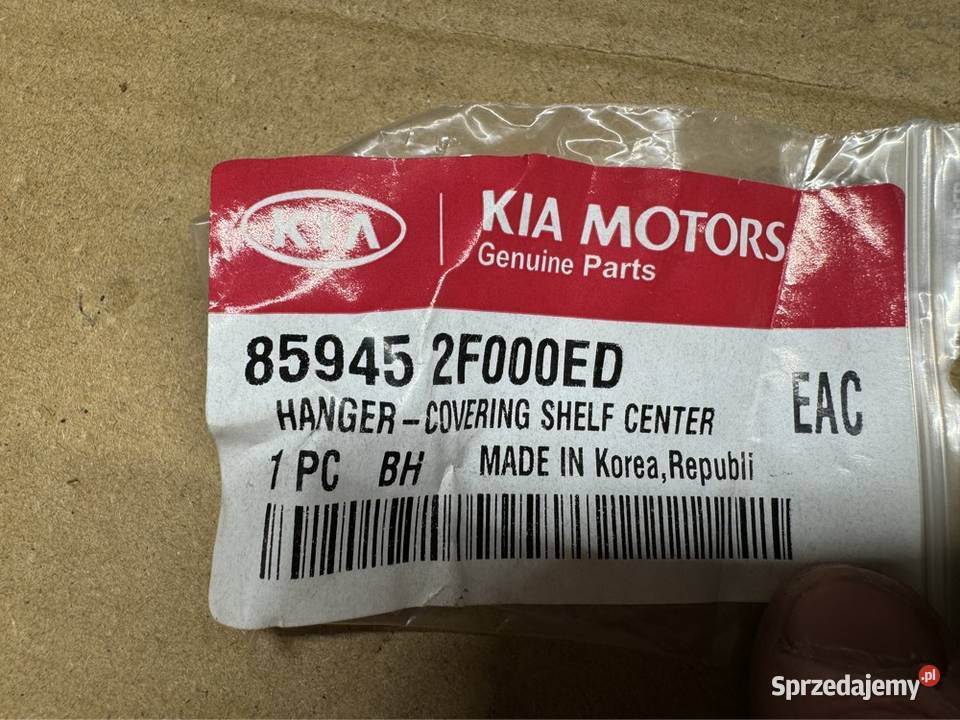 KIA
KIA MOTORS
Genuine Parts
85945 2F000ED
HANGER-COVERING SHELF CENTER
EAC
1 PC BH MADE IN Korea,Republi
Sprzedajemy.pl